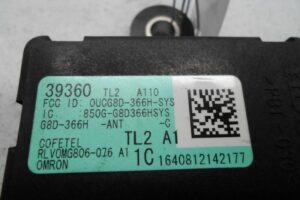 39360 TL2 A110
FCC ID: OUCG8D-366H-SYS
IC: 850G-G8D366HSYS
G8D-366H -ANT -C
COFETEL TL2 A1
RLVOMG806-076 A1
OMRON 1C 1640812142177